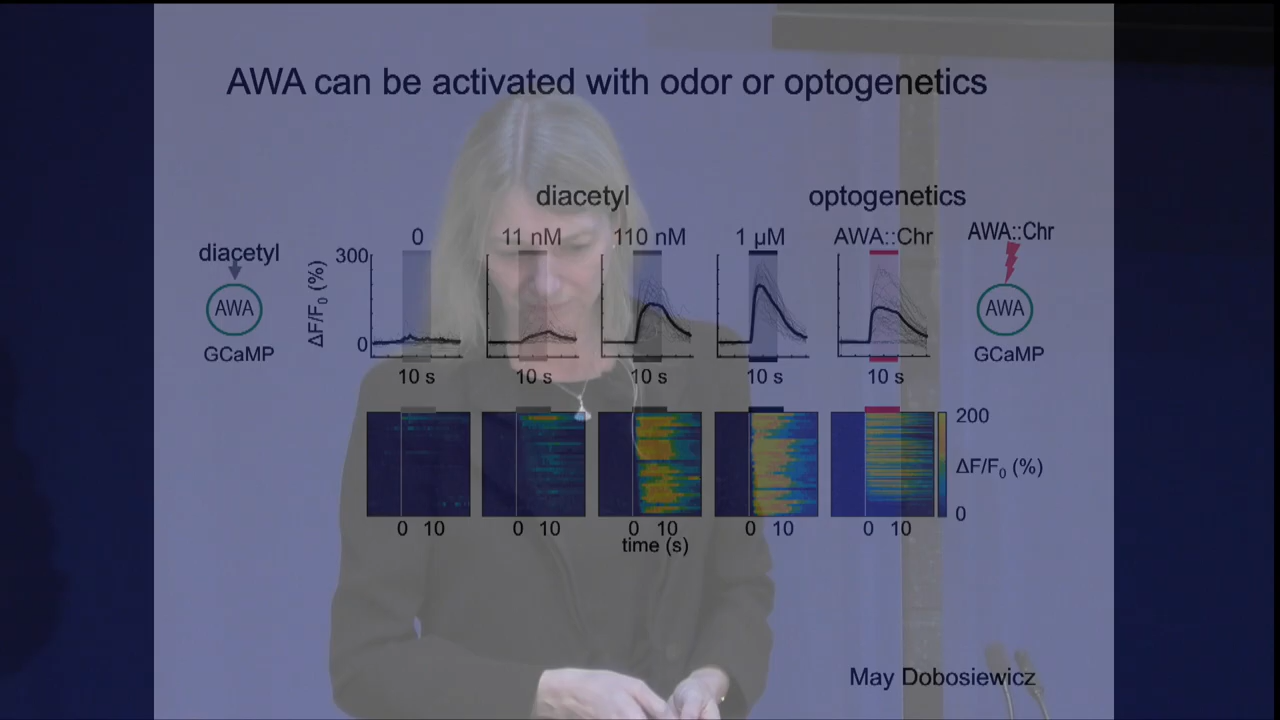 AWA can be activated with odor or optogenetics
diacetyl
optogenetics
0
11 nM
110 nM
1 µM
AWA::Chr
AWA::Chr
diacetyl
AWA
GCaMP
300
ΔF/F0 (%)
0
10 s
10 s
10 s
10 s
10 s
AWA
GCaMP
200
ΔF/F0 (%)
0
0 10
0 10
0 10
0 10
0 10
time (s)
May Dobosiewicz